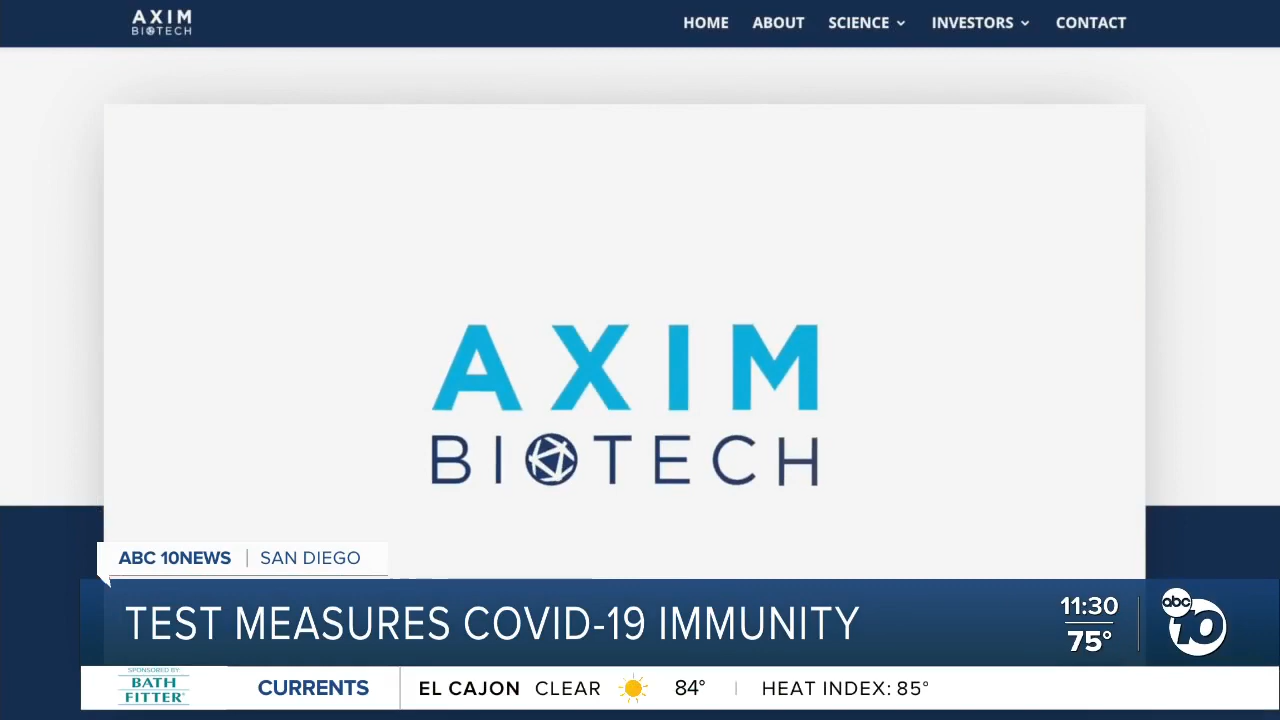 AXIM
BIOTECH
HOME ABOUT SCIENCE INVESTORS CONTACT
AXIM
BIOTECH
ABC 10NEWS | SAN DIEGO
TEST MEASURES COVID-19 IMMUNITY
11:30
75°
abc
10
SPONSORED BY:
BATH
FITTER®
CURRENTS EL CAJON CLEAR 84° | HEAT INDEX: 85°